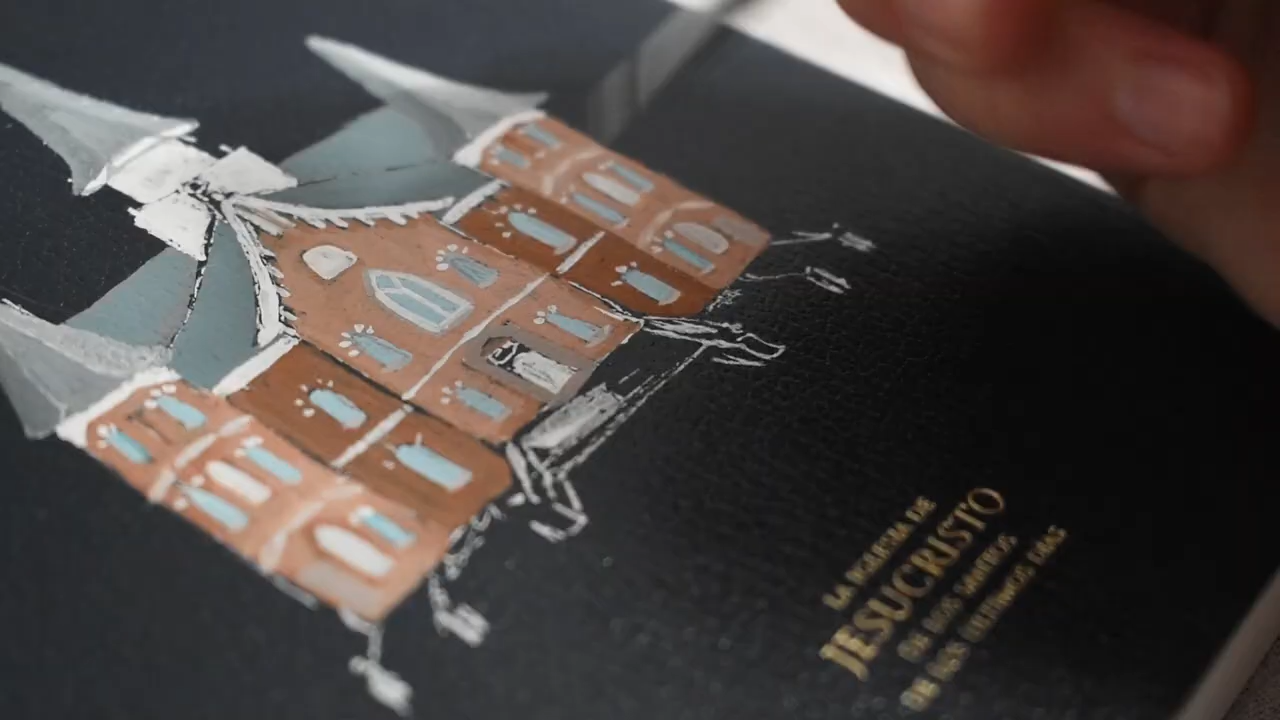 LA IGLESIA DE
JESUCRISTO
DE LOS SANTOS
DE LOS ÚLTIMOS DÍAS